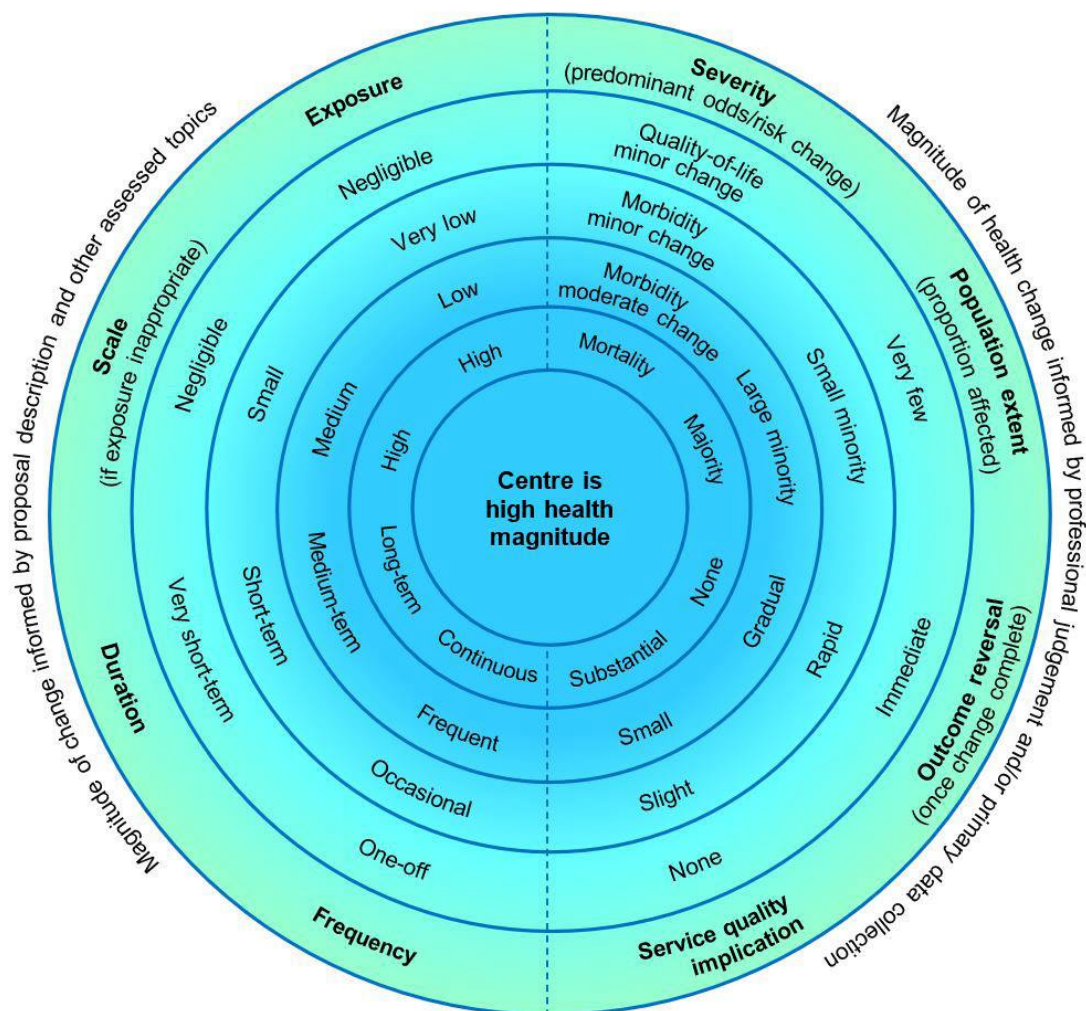 Magnitude of change informed by proposal description and other assessed topics
Magnitude of health change informed by professional judgement and/or primary data collection
Exposure
Negligible
Very low
Low
High
Scale
(if exposure inappropriate)
Negligible
Small
Medium
High
Duration
Very short-term
Short-term
Medium-term
Long-term
Frequency
One-off
Occasional
Frequent
Continuous
Severity
(predominant odds/risk change)
Quality-of-life
minor change
Morbidity
minor change
Morbidity
moderate change
Mortality
Population extent
(proportion affected)
Very few
Small minority
Large minority
Majority
Outcome reversal
(once change complete)
Immediate
Rapid
Gradual
None
Service quality
implication
None
Slight
Small
Substantial
Centre is
high health
magnitude